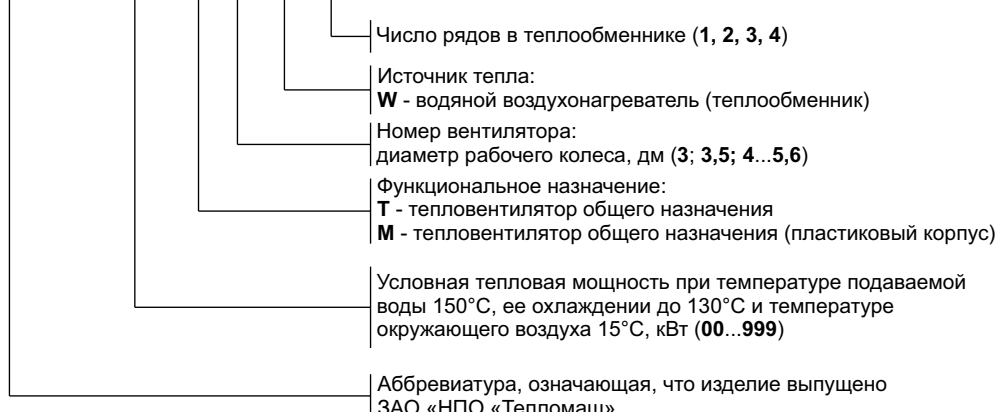 Число рядов в теплообменнике (1, 2, 3, 4)
Источник тепла:
W - водяной воздухонагреватель (теплообменник)
Номер вентилятора:
диаметр рабочего колеса, дм (3; 3,5; 4...5,6)
Функциональное назначение:
Т - тепловентилятор общего назначения
М - тепловентилятор общего назначения (пластиковый корпус)
Условная тепловая мощность при температуре подаваемой
воды 150°С, ее охлаждении до 130°С и температуре
окружающего воздуха 15°С, кВт (00...999)
Аббревиатура, означающая, что изделие выпущено
ЗАО «НПО «Тепломаш»